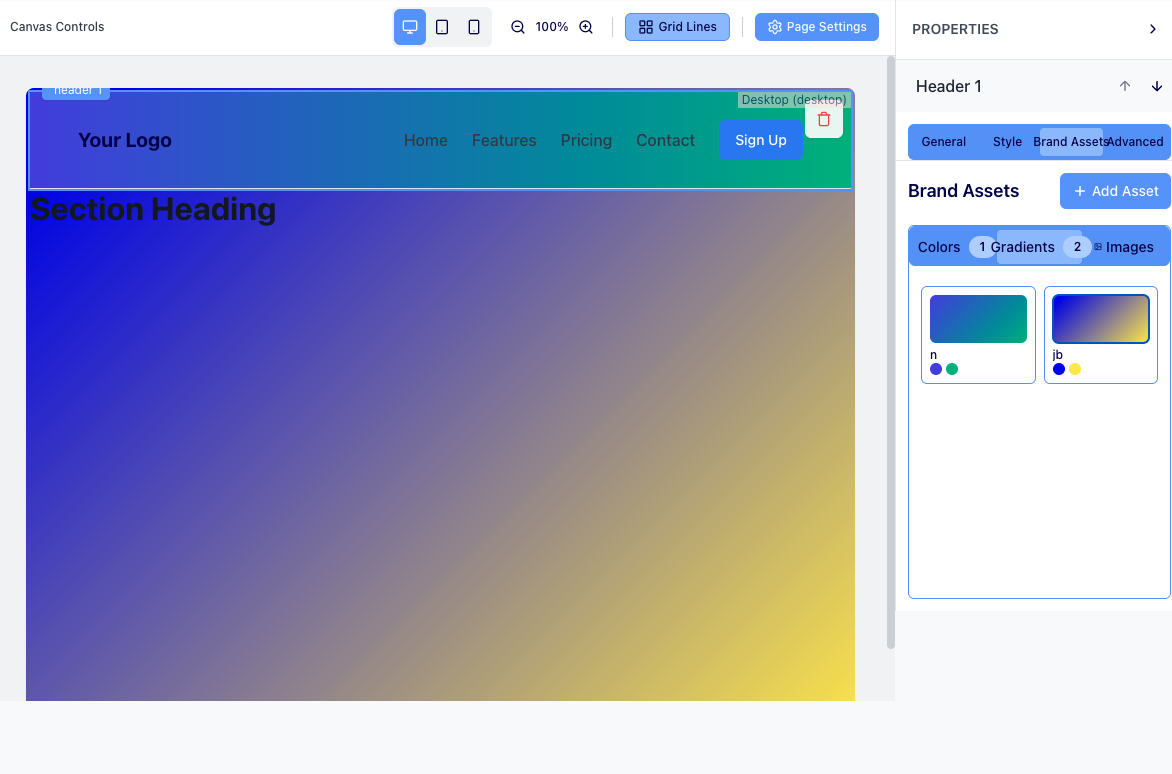 Canvas Controls
100%
Grid Lines
Page Settings
PROPERTIES
header 1
Desktop (desktop)
Your Logo
Home
Features
Pricing
Contact
Sign Up
Section Heading
Header 1
General
Style
Brand Assets
Advanced
Brand Assets
Add Asset
Colors 1
Gradients 2
Images
n
jb